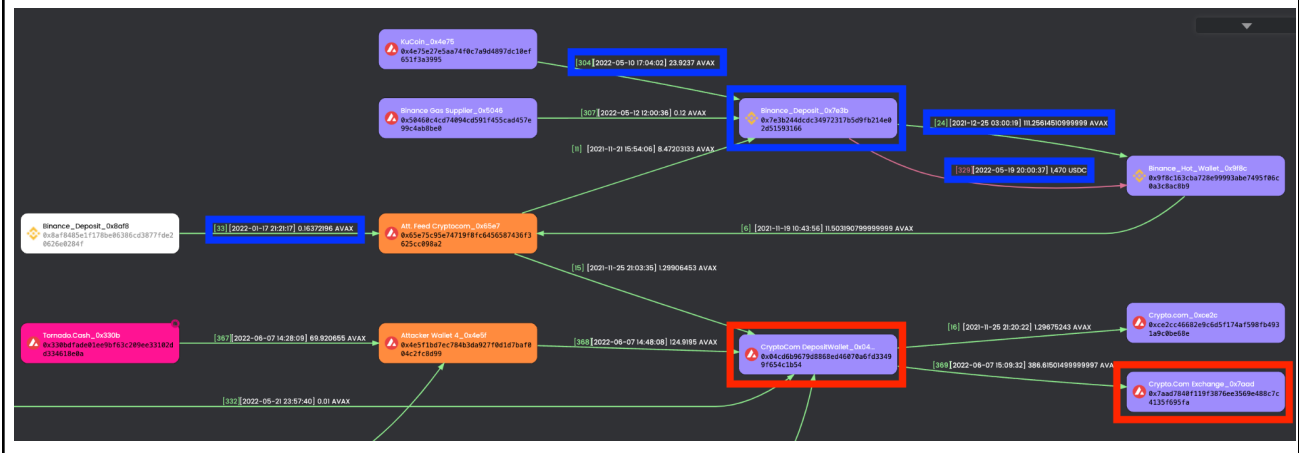 KuCoin_0x4e75
0x4e75e27e5aa74f0c7a9d4897dc10ef
651f3a3995
[304][2022-05-10 17:04:02] 23.9237 AVAX
Binance Gas Supplier_0x5046
0x50460c4cd74094cd591f455cad457e
99c4ab8be0
[307][2022-05-12 12:00:36] 0.12 AVAX
Binance_Deposit_0x7e3b
0x7e3b244dcdc34972317b5d9fb214e0
2d51593166
[24][2021-12-25 03:00:19] 111.25614510999999 AVAX
[11] [2021-11-21 15:54:06] 8.47203133 AVAX
[329][2022-05-19 20:00:37] 1,470 USDC
Binance_Hot_Wallet_0x9f8c
0x9f8c163cba728e99993abe7495f06c
0a3c8ac8b9
Binance_Deposit_0x8af8
0x8af8485e1f178be06386cd3077fde2
0626e0284f
[33][2022-01-17 21:21:17] 0.16372196 AVAX
Att. Feed Cryptocom_0x65e7
0x65e75c95e74719f8fc6456587436f3
625cc098a2
[6] [2021-11-19 10:43:56] 11.503190799999999 AVAX
[15] [2021-11-25 21:03:35] 1.29906453 AVAX
Tornado.Cash_0x330b
0x330bdfade01ee9bf63c209ee33102d
d334618e0a
[367][2022-06-07 14:28:09] 69.920655 AVAX
Attacker Wallet 4_0x4e5f
0x4e5f1bd7ec784b3da927f0d1d7baf0
04c2fc8d99
[368][2022-06-07 14:48:08] 124.9195 AVAX
CryptoCom DepositWallet_0x04...
0x04cd6b9679d8868ed46070a6fd3349
9f654c1b54
[16] [2021-11-25 21:20:22] 1.29675243 AVAX
Crypto.com_0xce2c
0xce2cc46682e9c6d5f174af598fb493
1a9c0be68e
[369][2022-06-07 15:09:32] 386.61501499999997 AVAX
Crypto.Com Exchange_0x7aad
0x7aad7840f119f3876ee3569e488c7c
4135f695fa
[332][2022-05-21 23:57:40] 0.01 AVAX